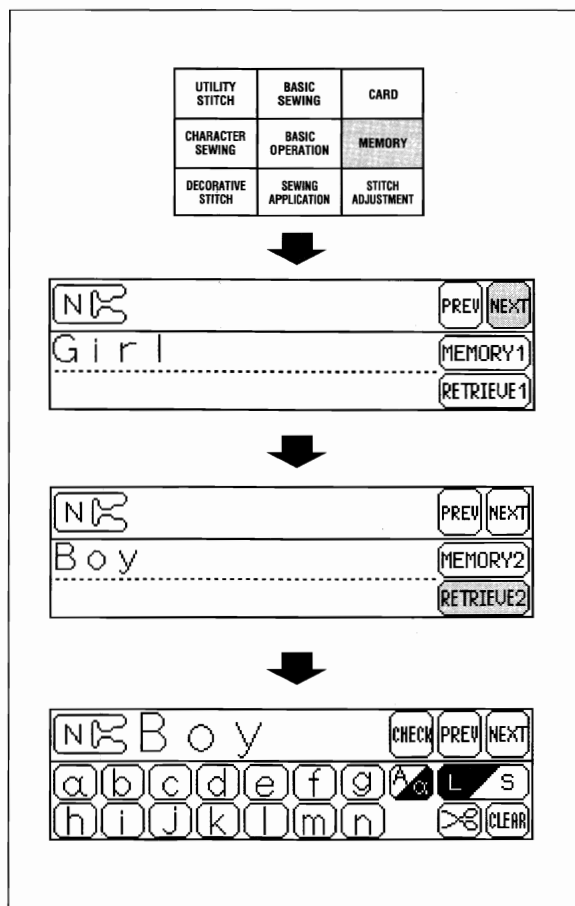 UTILITY STITCH BASIC SEWING CARD
CHARACTER SEWING BASIC OPERATION MEMORY
DECORATIVE STITCH SEWING APPLICATION STITCH ADJUSTMENT
N PREV NEXT
Girl MEMORY1
RETRIEVE1
N PREV NEXT
Boy MEMORY2
RETRIEVE2
N Boy CHECK PREV NEXT
a b c d e f g A a L S
h i j k l m n CLEAR